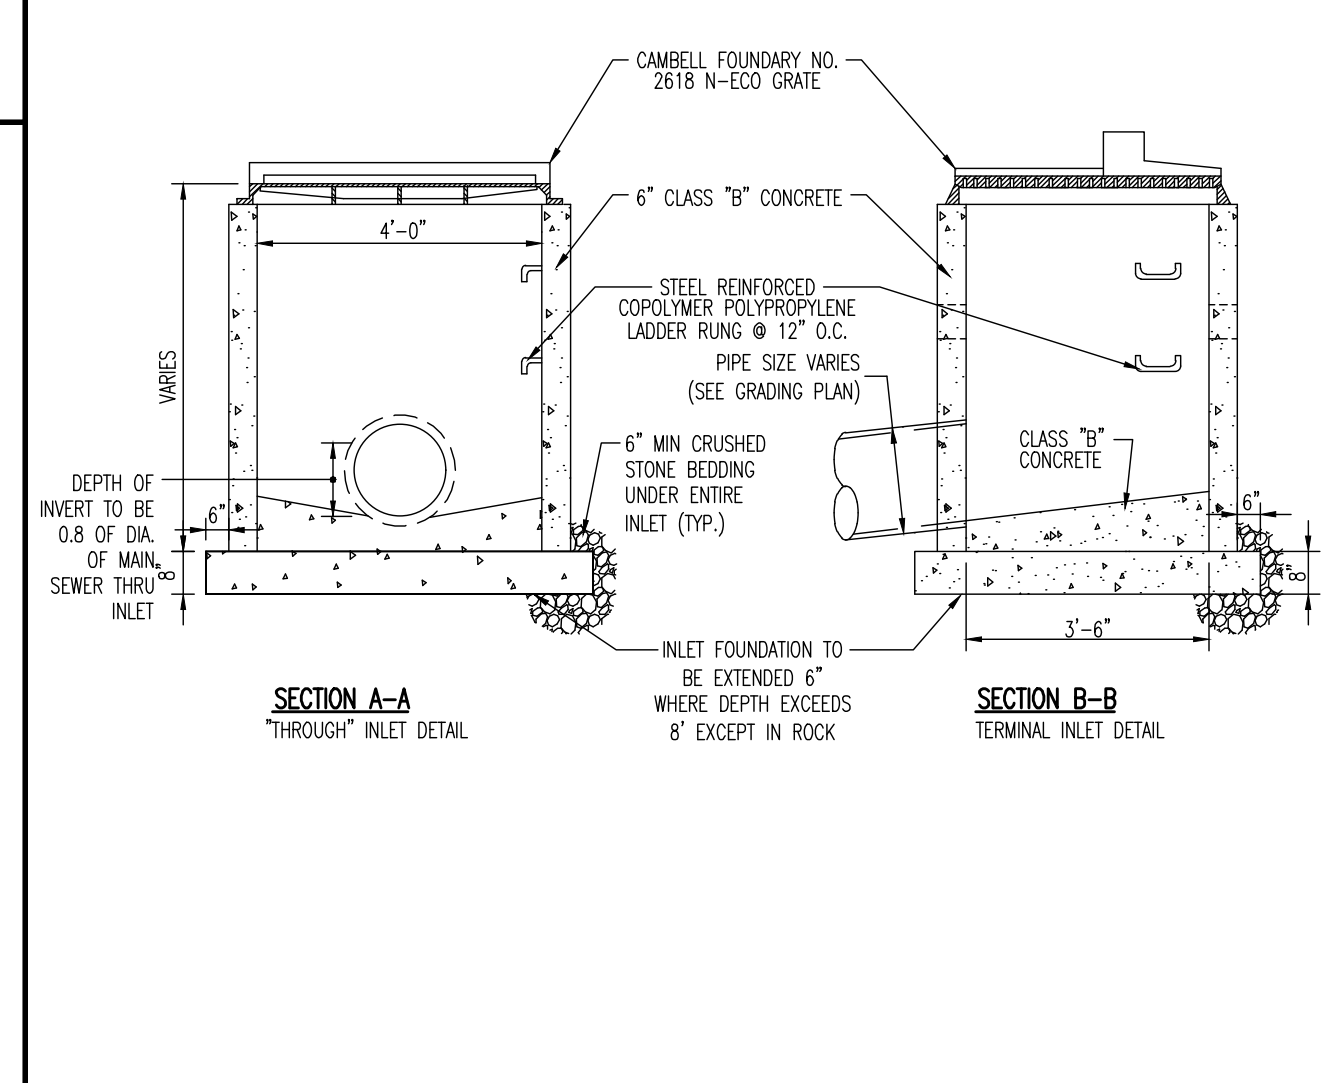 CAMBELL FOUNDARY NO.
2618 N-ECO GRATE
6" CLASS "B" CONCRETE
4'-0"
STEEL REINFORCED
COPOLYMER POLYPROPYLENE
LADDER RUNG @ 12" O.C.
PIPE SIZE VARIES
(SEE GRADING PLAN)
VARIES
6" MIN CRUSHED
STONE BEDDING
UNDER ENTIRE
INLET (TYP.)
CLASS "B"
CONCRETE
DEPTH OF
INVERT TO BE
0.8 OF DIA.
OF MAIN
SEWER THRU
INLET
6"
8"
6"
8"
3'-6"
INLET FOUNDATION TO
BE EXTENDED 6"
WHERE DEPTH EXCEEDS
8' EXCEPT IN ROCK
SECTION A-A
"THROUGH" INLET DETAIL
SECTION B-B
TERMINAL INLET DETAIL